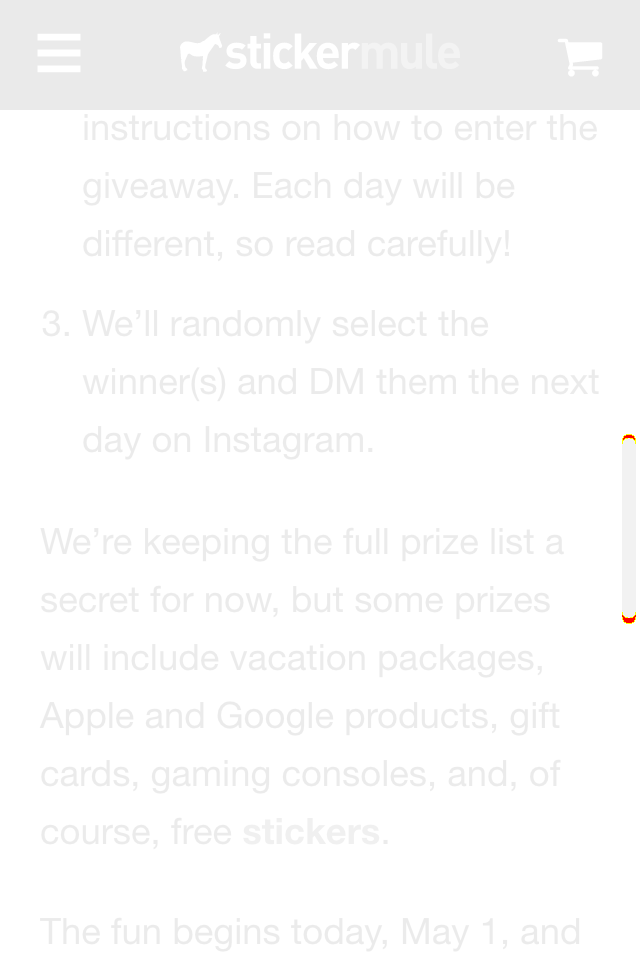 stickermule
instructions on how to enter the
giveaway. Each day will be
different, so read carefully!
3. We’ll randomly select the
winner(s) and DM them the next
day on Instagram.
We’re keeping the full prize list a
secret for now, but some prizes
will include vacation packages,
Apple and Google products, gift
cards, gaming consoles, and, of
course, free stickers.
The fun begins today, May 1, and